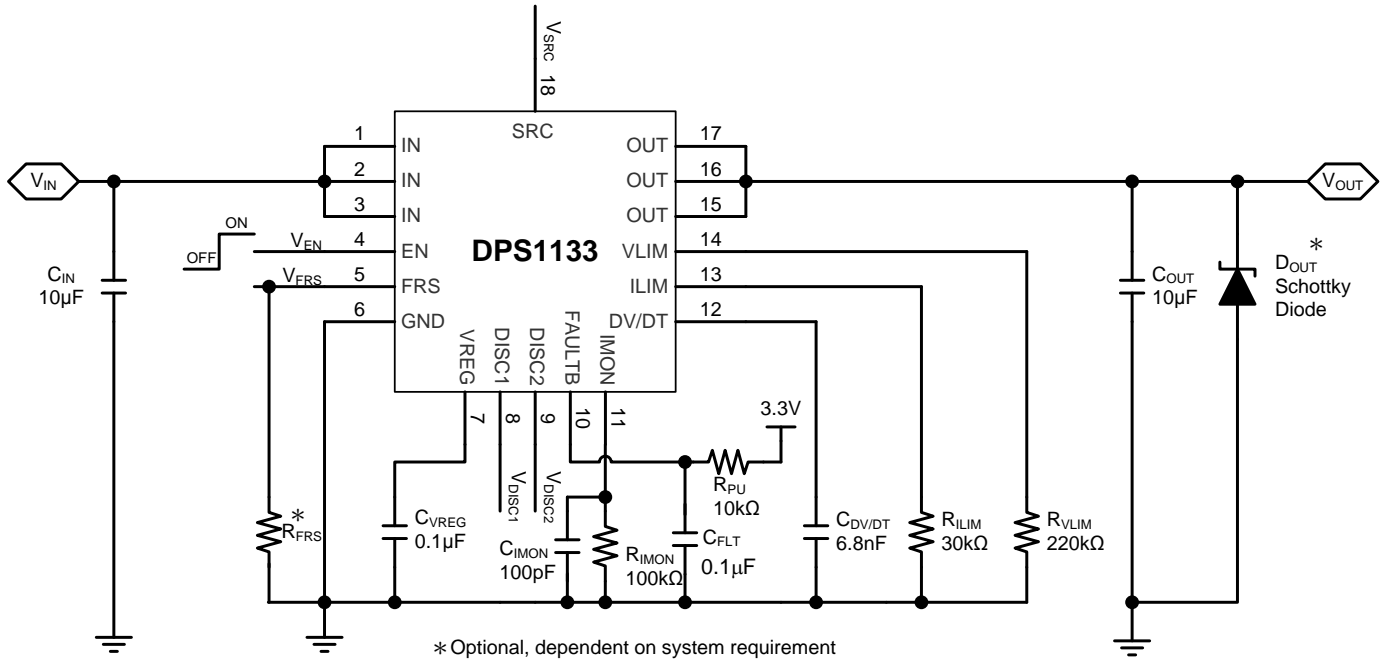 VSRC
18
SRC
1
IN
OUT
17
VIN
2
IN
OUT
16
VOUT
3
IN
OUT
15
ON
OFF
VEN
4
EN
DPS1133
VLIM
14
VFRS
5
FRS
ILIM
13
6
GND
DV/DT
12
CIN
10µF
COUT
10µF
*
DOUT
Schottky
Diode
VREG
DISC1
DISC2
FAULTB
IMON
7
8
9
10
11
VDISC1
VDISC2
3.3V
RPU
10kΩ
*
RFRS
CVREG
0.1µF
CIMON
100pF
RIMON
100kΩ
CFLT
0.1µF
CDV/DT
6.8nF
RILIM
30kΩ
RVLIM
220kΩ
* Optional, dependent on system requirement